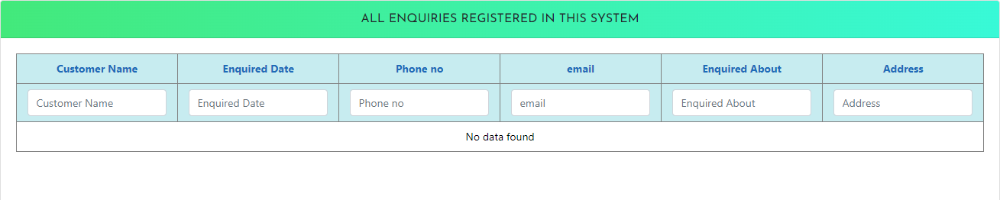 ALL ENQUIRIES REGISTERED IN THIS SYSTEM
Customer Name Enquired Date Phone no email Enquired About Address
Customer Name Enquired Date Phone no email Enquired About Address
No data found